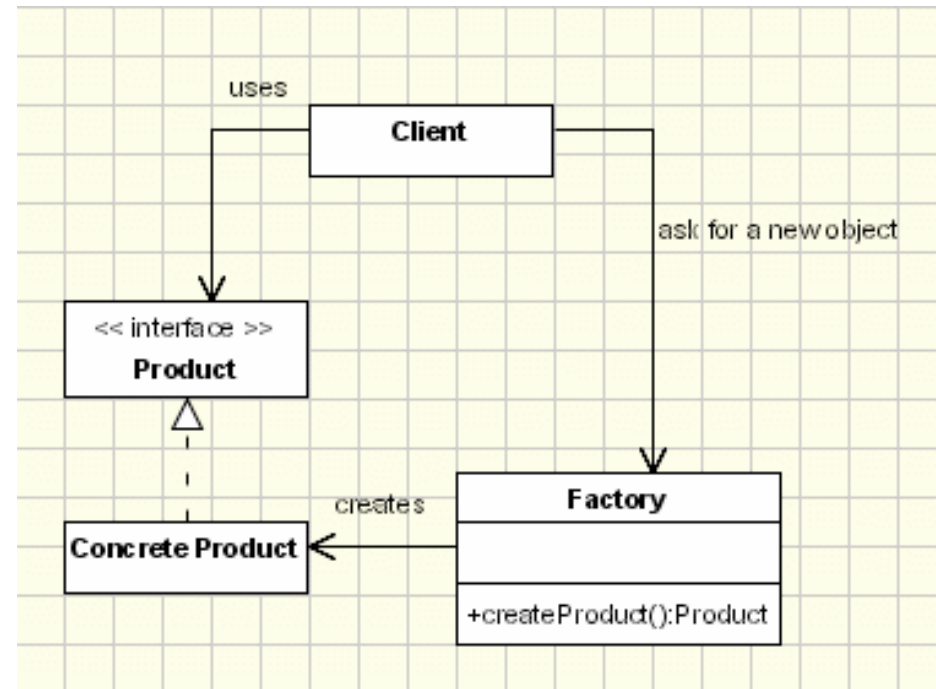 uses
Client
ask for a new object
<< interface >>
Product
creates
Factory
Concrete Product
+createProduct():Product